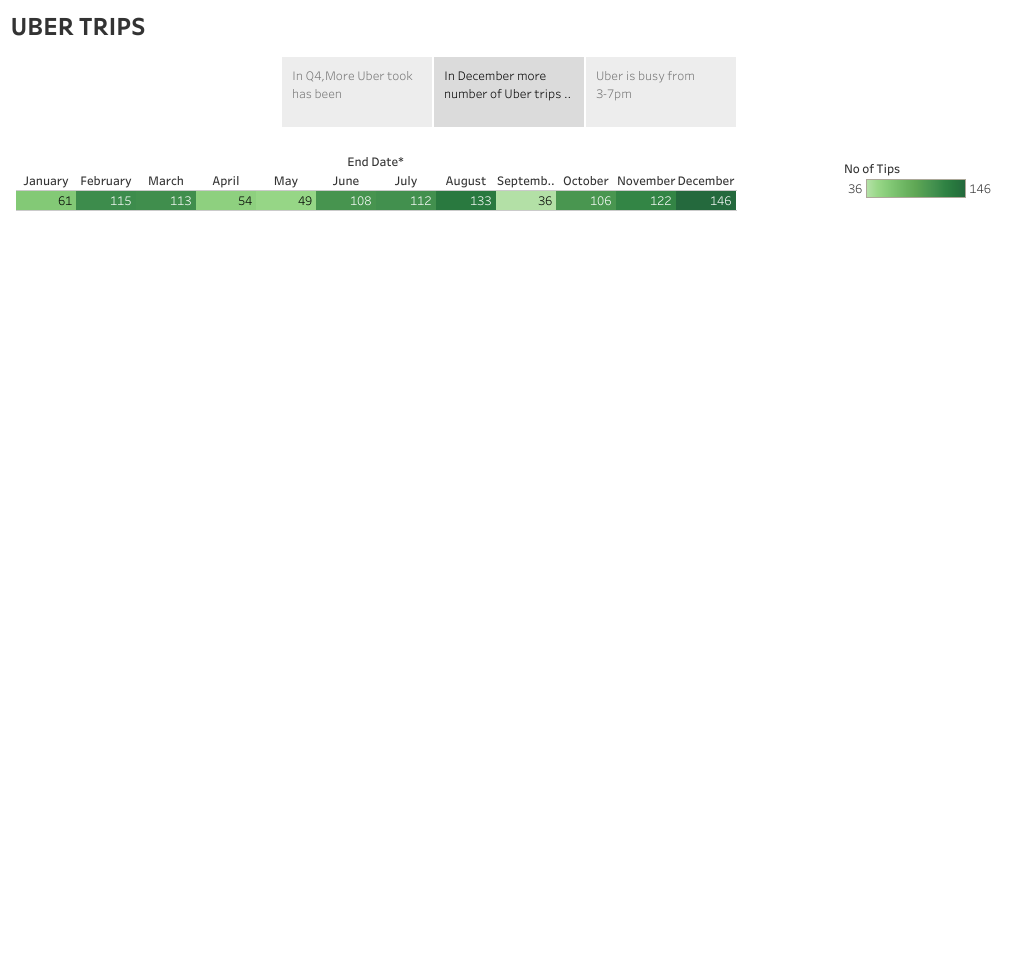 UBER TRIPS
In Q4,More Uber took
has been
In December more
number of Uber trips ..
Uber is busy from
3-7pm
End Date*
January February March April May June July August Septemb.. October November December
61 115 113 54 49 108 112 133 36 106 122 146
No of Tips
36 146